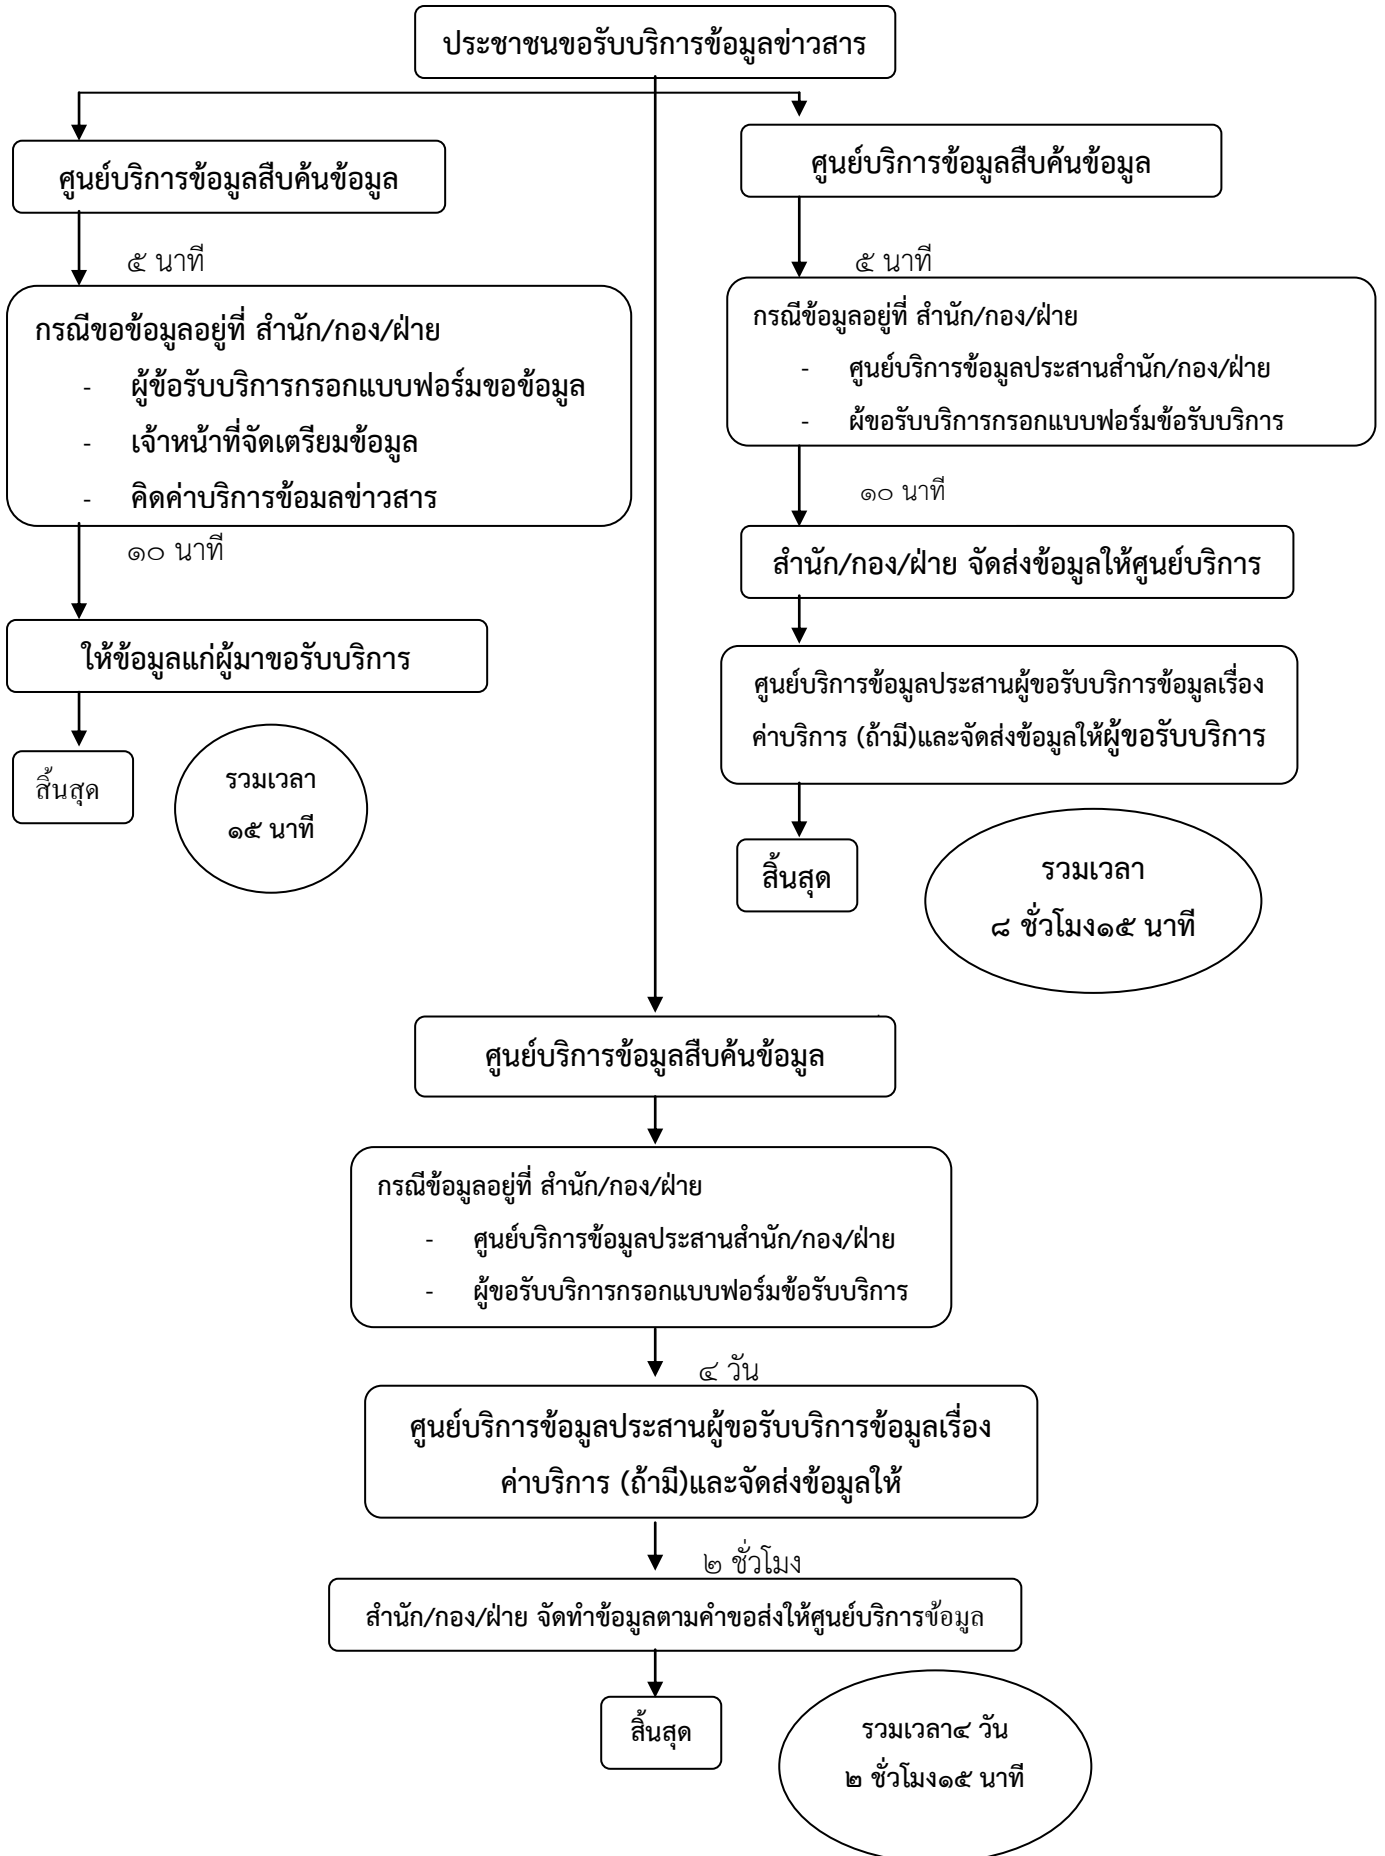 ประชาชนขอรับบริการข้อมูลข่าวสาร
ศูนย์บริการข้อมูลสืบค้นข้อมูล
๕ นาที
กรณีขอข้อมูลอยู่ที่ สำนัก/กอง/ฝ่าย
- ผู้ข้อรับบริการกรอกแบบฟอร์มขอข้อมูล
- เจ้าหน้าที่จัดเตรียมข้อมูล
- คิดค่าบริการข้อมลข่าวสาร
๑๐ นาที
ให้ข้อมูลแก่ผู้มาขอรับบริการ
สิ้นสุด
รวมเวลา
๑๕ นาที
ศูนย์บริการข้อมูลสืบค้นข้อมูล
๕ นาที
กรณีข้อมูลอยู่ที่ สำนัก/กอง/ฝ่าย
- ศูนย์บริการข้อมูลประสานสำนัก/กอง/ฝ่าย
- ผ้ขอรับบริการกรอกแบบฟอร์มข้อรับบริการ
๑๐ นาที
สำนัก/กอง/ฝ่าย จัดส่งข้อมูลให้ศูนย์บริการ
ศูนย์บริการข้อมูลประสานผู้ขอรับบริการข้อมูลเรื่อง
ค่าบริการ (ถ้ามี)และจัดส่งข้อมูลให้ผู้ขอรับบริการ
สิ้นสุด
รวมเวลา
๘ ชั่วโมง๑๕ นาที
ศูนย์บริการข้อมูลสืบค้นข้อมูล
กรณีข้อมูลอยู่ที่ สำนัก/กอง/ฝ่าย
- ศูนย์บริการข้อมูลประสานสำนัก/กอง/ฝ่าย
- ผู้ขอรับบริการกรอกแบบฟอร์มข้อรับบริการ
๔ วัน
ศูนย์บริการข้อมูลประสานผู้ขอรับบริการข้อมูลเรื่อง
ค่าบริการ (ถ้ามี)และจัดส่งข้อมูลให้
๒ ชั่วโมง
สำนัก/กอง/ฝ่าย จัดทำข้อมูลตามคำขอส่งให้ศูนย์บริการข้อมูล
สิ้นสุด
รวมเวลา๔ วัน
๒ ชั่วโมง๑๕ นาที